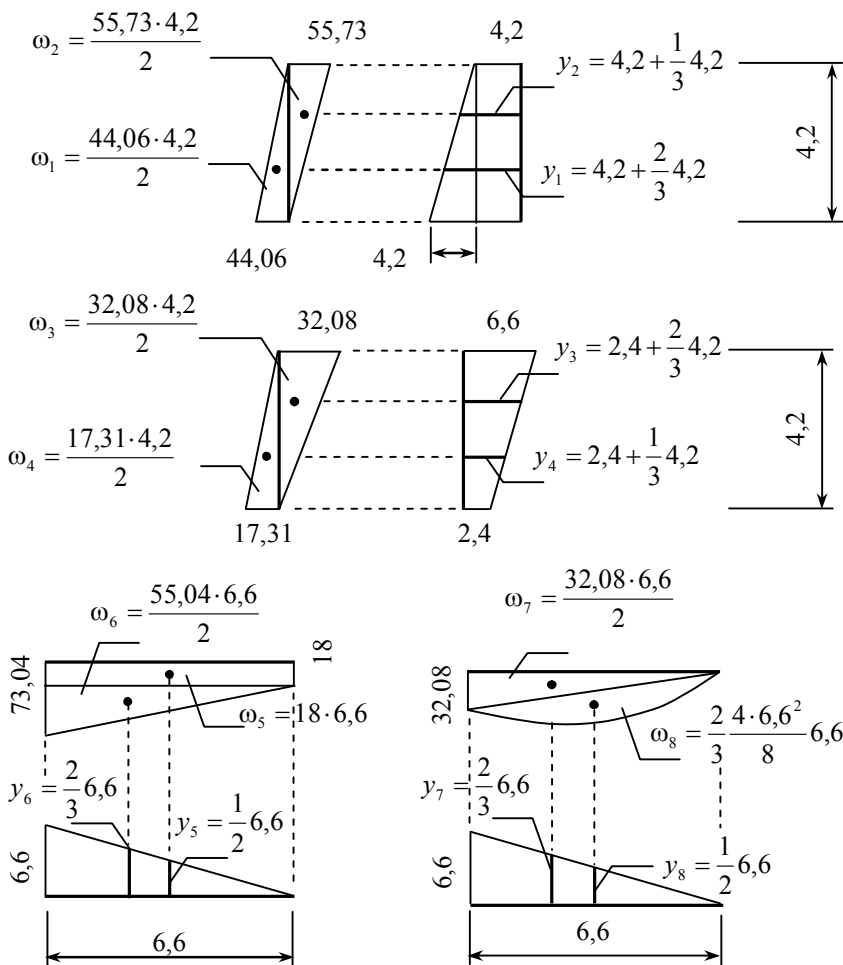 ω₂ = 55,73·4,2/2
55,73
4,2
y₂ = 4,2 + 1/3 4,2
ω₁ = 44,06·4,2/2
y₁ = 4,2 + 2/3 4,2
4,2
44,06
4,2
ω₃ = 32,08·4,2/2
32,08
6,6
y₃ = 2,4 + 2/3 4,2
ω₄ = 17,31·4,2/2
y₄ = 2,4 + 1/3 4,2
4,2
17,31
2,4
ω₆ = 55,04·6,6/2
73,04
18
ω₅ = 18·6,6
y₆ = 2/3 6,6
y₅ = 1/2 6,6
6,6
6,6
ω₇ = 32,08·6,6/2
32,08
ω₈ = 2/3 4·6,6²/8 6,6
y₇ = 2/3 6,6
y₈ = 1/2 6,6
6,6
6,6